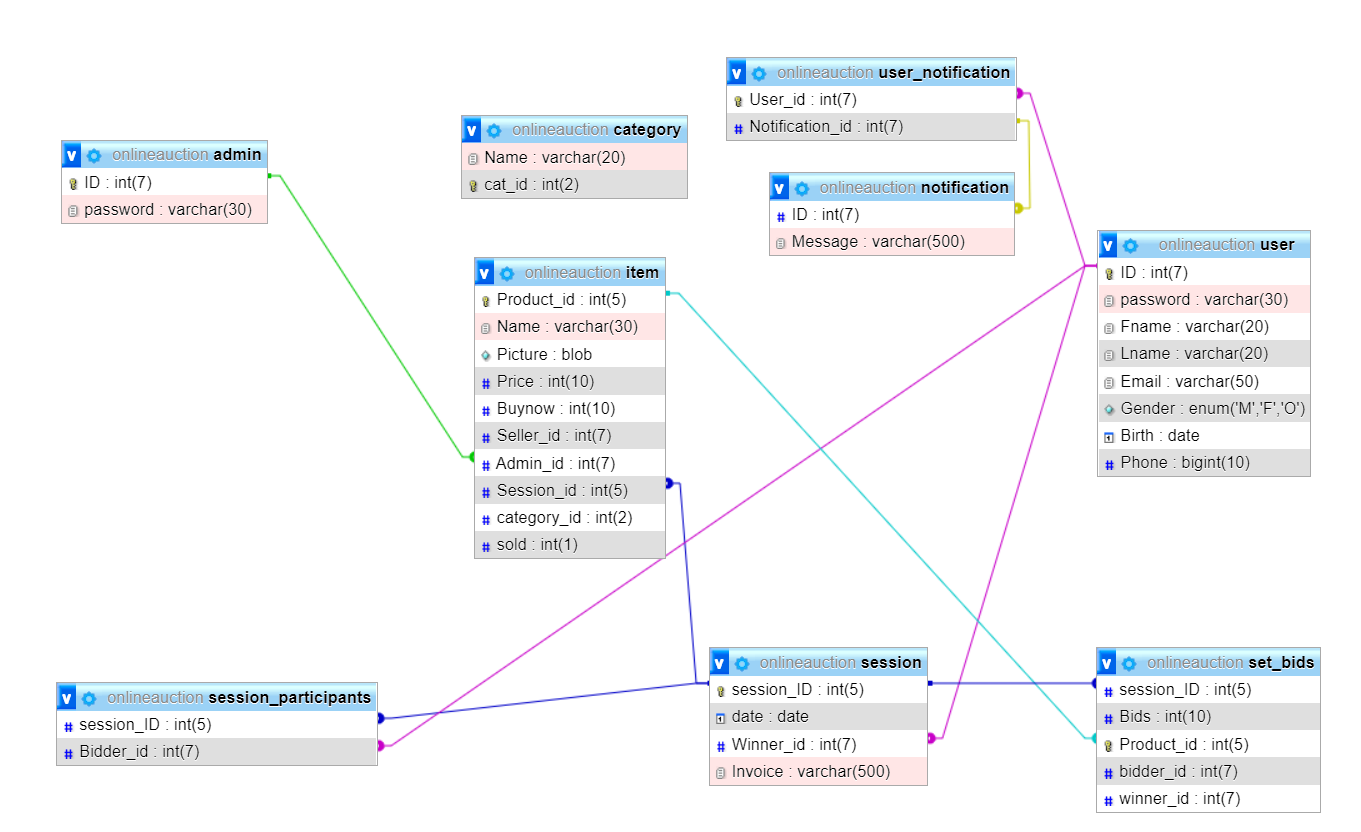 onlineauction user_notification
User_id : int(7)
Notification_id : int(7)
onlineauction category
Name : varchar(20)
cat_id : int(2)
onlineauction admin
ID : int(7)
password : varchar(30)
onlineauction notification
ID : int(7)
Message : varchar(500)
onlineauction user
ID : int(7)
password : varchar(30)
Fname : varchar(20)
Lname : varchar(20)
Email : varchar(50)
Gender : enum('M','F','O')
Birth : date
Phone : bigint(10)
onlineauction item
Product_id : int(5)
Name : varchar(30)
Picture : blob
Price : int(10)
Buynow : int(10)
Seller_id : int(7)
Admin_id : int(7)
Session_id : int(5)
category_id : int(2)
sold : int(1)
onlineauction session_participants
session_ID : int(5)
Bidder_id : int(7)
onlineauction session
session_ID : int(5)
date : date
Winner_id : int(7)
Invoice : varchar(500)
onlineauction set_bids
session_ID : int(5)
Bids : int(10)
Product_id : int(5)
bidder_id : int(7)
winner_id : int(7)